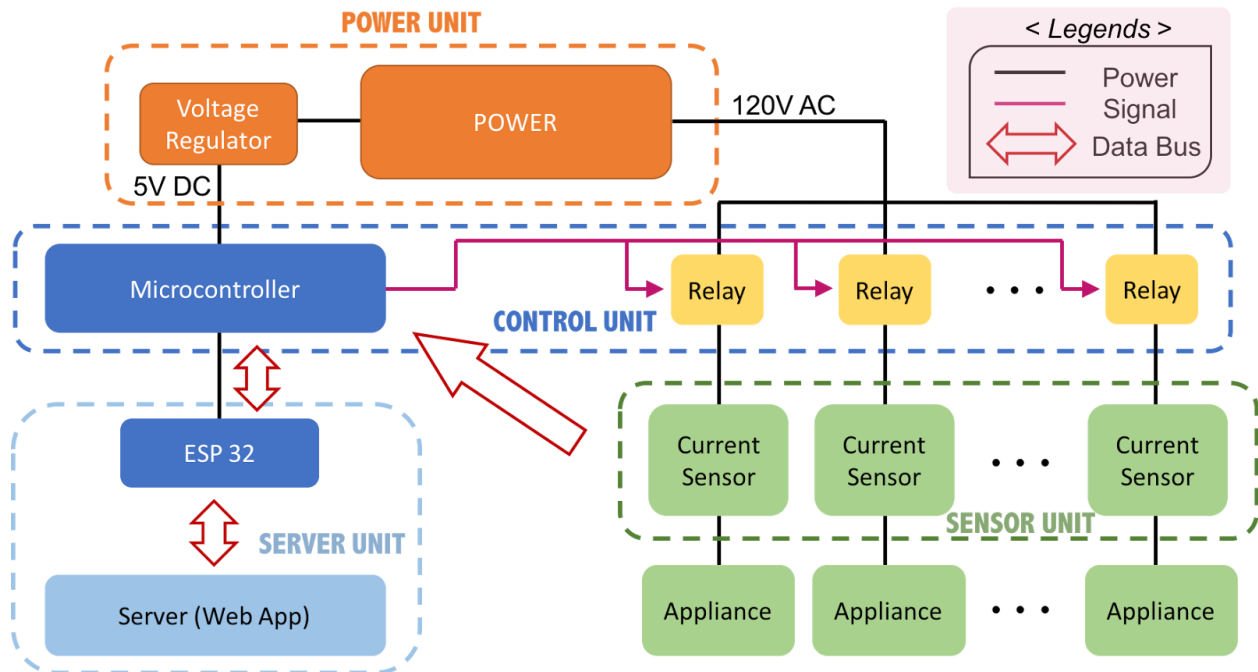 POWER UNIT
< Legends >
Power
Signal
Data Bus
Voltage
Regulator
POWER
120V AC
5V DC
Microcontroller
Relay
Relay
• • •
Relay
CONTROL UNIT
ESP 32
Current
Sensor
Current
Sensor
• • •
Current
Sensor
SERVER UNIT
SENSOR UNIT
Server (Web App)
Appliance
Appliance
• • •
Appliance